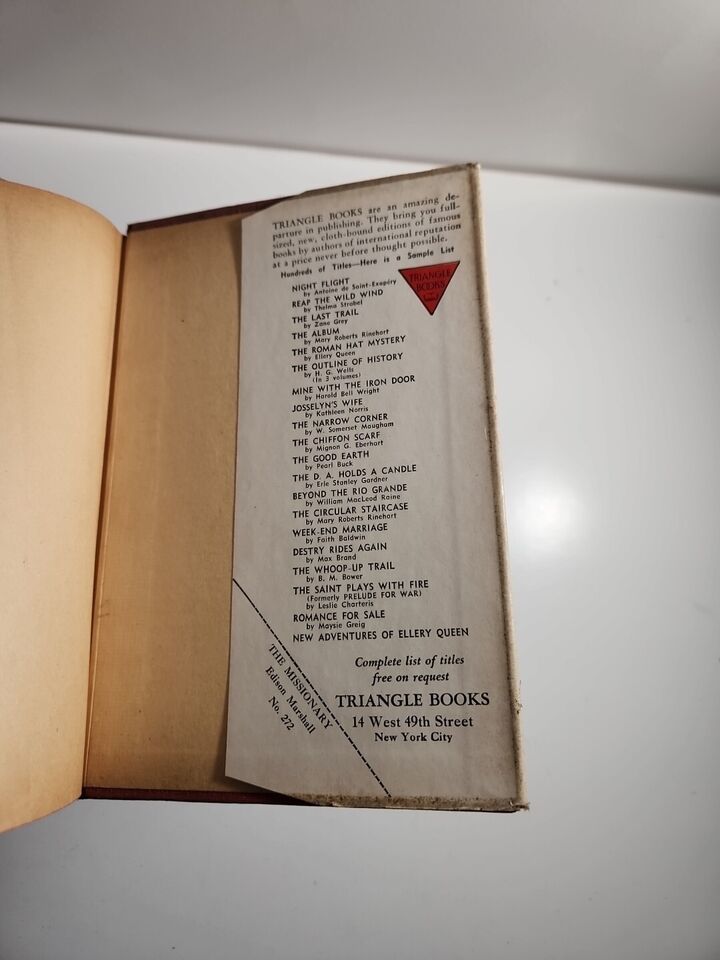 TRIANGLE BOOKS are an amazing de-
parture in publishing. They bring you full-
sized, new, cloth-bound editions of famous
books by authors of international reputation
at a price never before thought possible.
Hundreds of Titles—Here is a Sample List
TRIANGLE
BOOKS
NIGHT FLIGHT
by Antoine de Saint-Exupéry
REAP THE WILD WIND
by Thelma Strabel
THE LAST TRAIL
by Zane Grey
THE ALBUM
by Mary Roberts Rinehart
THE ROMAN HAT MYSTERY
by Ellery Queen
THE OUTLINE OF HISTORY
by H. G. Wells
(In 3 volumes)
MINE WITH THE IRON DOOR
by Harold Bell Wright
JOSSELYN'S WIFE
by Kathleen Norris
THE NARROW CORNER
by W. Somerset Maugham
THE CHIFFON SCARF
by Mignon G. Eberhart
THE GOOD EARTH
by Pearl Buck
THE D. A. HOLDS A CANDLE
by Erle Stanley Gardner
BEYOND THE RIO GRANDE
by William MacLeod Raine
THE CIRCULAR STAIRCASE
by Mary Roberts Rinehart
WEEK-END MARRIAGE
by Faith Baldwin
DESTRY RIDES AGAIN
by Max Brand
THE WHOOP-UP TRAIL
by B. M. Bower
THE SAINT PLAYS WITH FIRE
(Formerly PRELUDE FOR WAR)
by Leslie Charteris
ROMANCE FOR SALE
by Maysie Greig
NEW ADVENTURES OF ELLERY QUEEN
Complete list of titles
free on request
TRIANGLE BOOKS
14 West 49th Street
New York City
THE MISSIONARY
Edison Marshall
No. 272